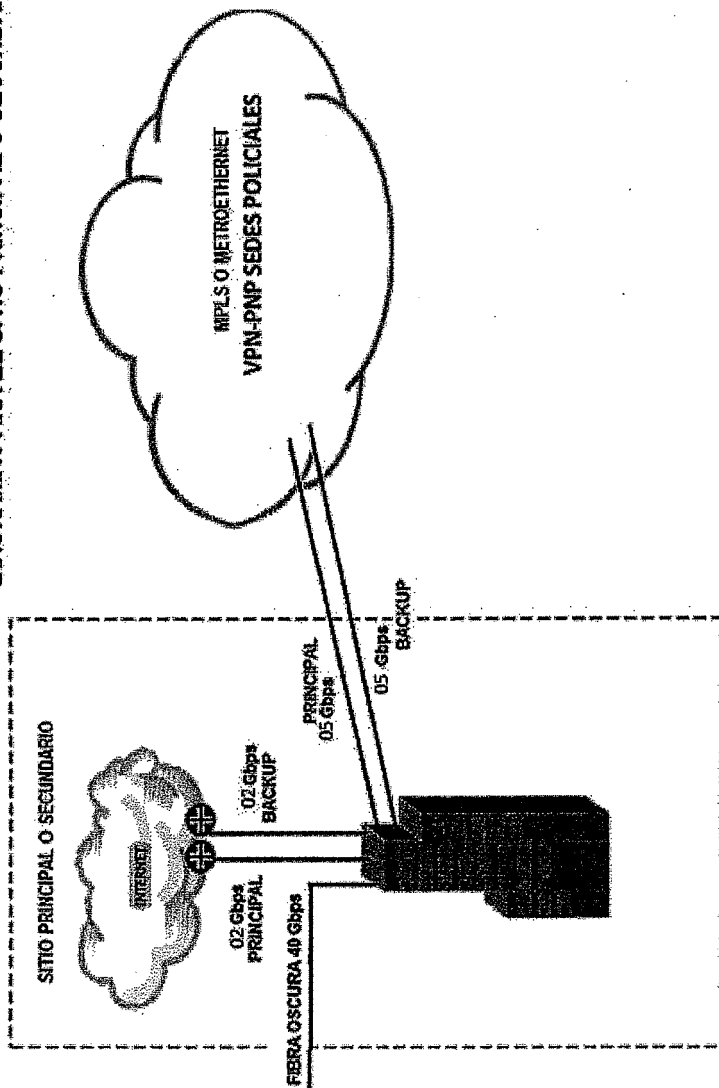 SITIO PRINCIPAL O SECUNDARIO
INTERNET
02 Gbps
PRINCIPAL
02 Gbps
BACKUP
FIBRA OSCURA 40 Gbps
PRINCIPAL
05 Gbps
05 Gbps
BACKUP
MPLS O METROETHERNET
VPN-PNP SEDES POLICIALES